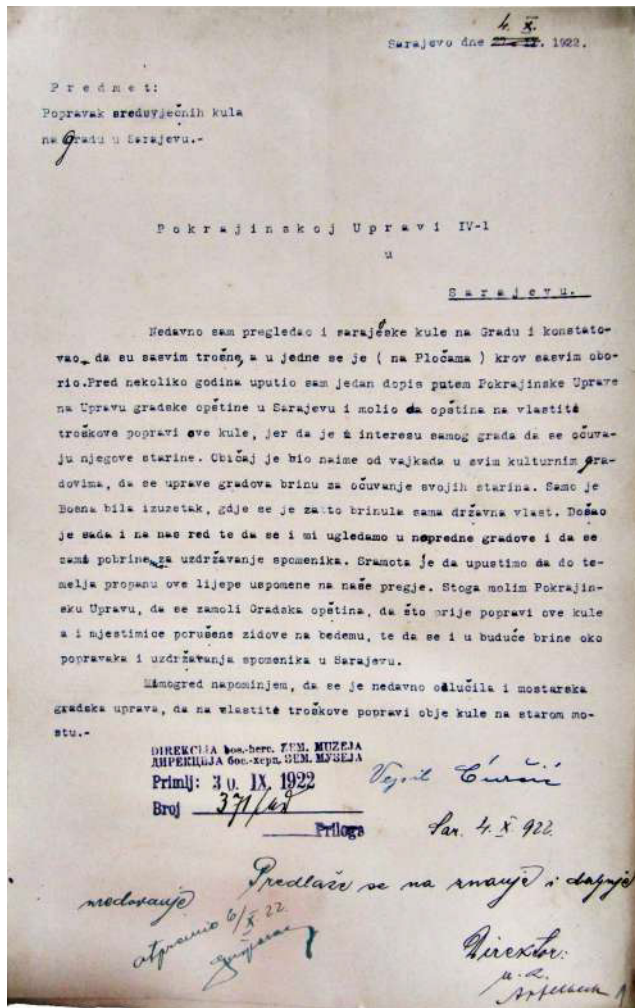 4. X.
Sarajevo dne 1922.
Predmet:
Popravak sredovječnih kula
na gradu u Sarajevu.-
Pokrajinskoj Upravi IV-1
u
Sarajevu.
Nedavno sam pregledao i sarajevske kule na Gradu i konstato-
vao, da su sasvim trošne, a u jedne se je ( na Pločama ) krov sasvim obo-
rio.Pred nekoliko godina uputio sam jedan dopis putem Pokrajinske Uprave
na Upravu gradske opštine u Sarajevu i molio da opština na vlastite
troškove popravi ove kule, jer da je u interesu samog grada da se očuva-
ju njegove starine. Običaj je bio naime od vajkada u svim kulturnim gra-
dovima, da se uprave gradova brinu za očuvanje svojih starina. Samo je
Bosna bila izuzetak, gdje se je zato brinula sama državna vlast. Došao
je sada i na nas red te da se i mi ugledamo u napredne gradove i da se
sami pobrinemo za uzdržavanje spomenika. Sramota je da upustimo da do te-
melja propanu ove lijepe uspomene na naše pregje. Stoga molim Pokrajin-
sku Upravu, da se zamoli Gradska opština, da što prije popravi ove kule
a i mjestimice porušene zidove na bedemu, te da se i u buduće brine oko
popravaka i uzdržavanja spomenika u Sarajevu.
Mimogred napominjem, da se je nedavno odlučila i mostarska
gradska uprava, da na vlastite troškove popravi obje kule na starom mo-
stu.-
DIREKCIJA bos.-herc. ZEM. MUZEJA
ДИРЕКЦИЈА бос.-херц. ЗЕМ. МУЗЕЈА
Primlj: 30. IX. 1922
Broj 371/
Priloga
Vejsil Ćurčić
Sar. 4. X. 922.
Predlaže se na znanje i daljnje
uredovanje
otpremio 6/X. 22.
Direktor: